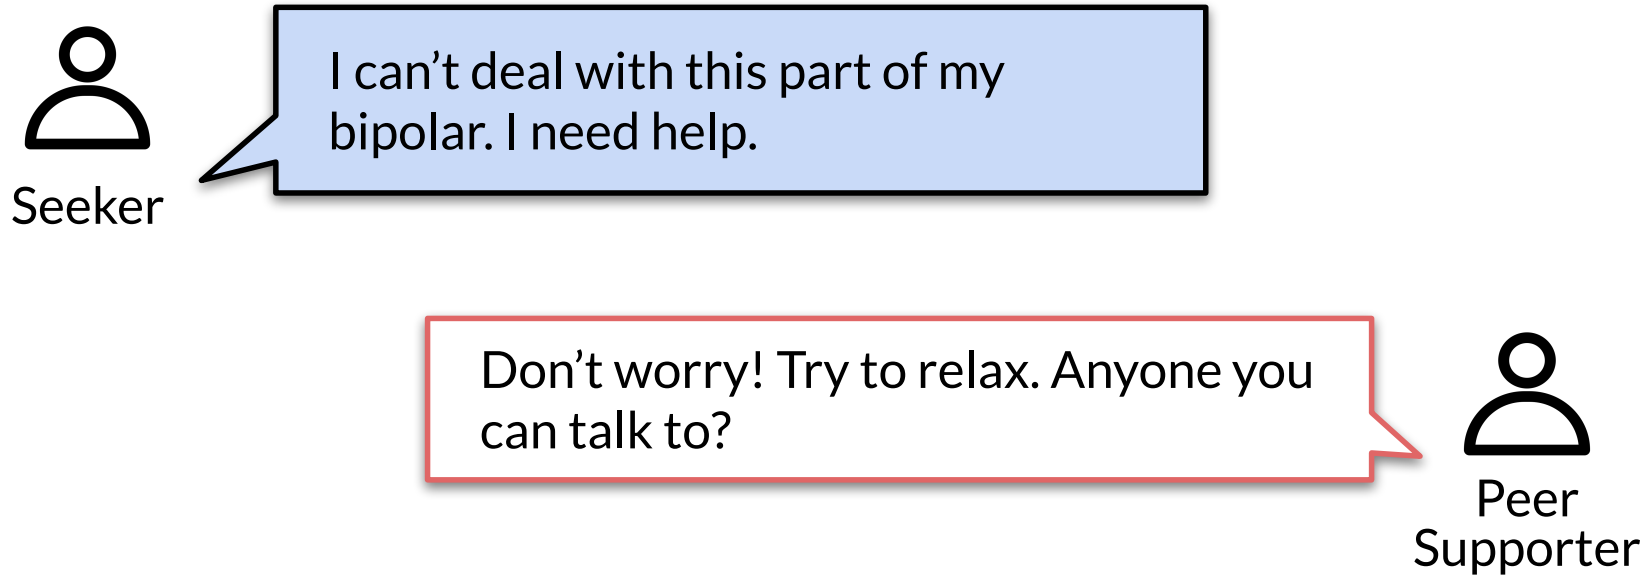 I can’t deal with this part of my
bipolar. I need help.
Seeker
Don’t worry! Try to relax. Anyone you
can talk to?
Peer
Supporter